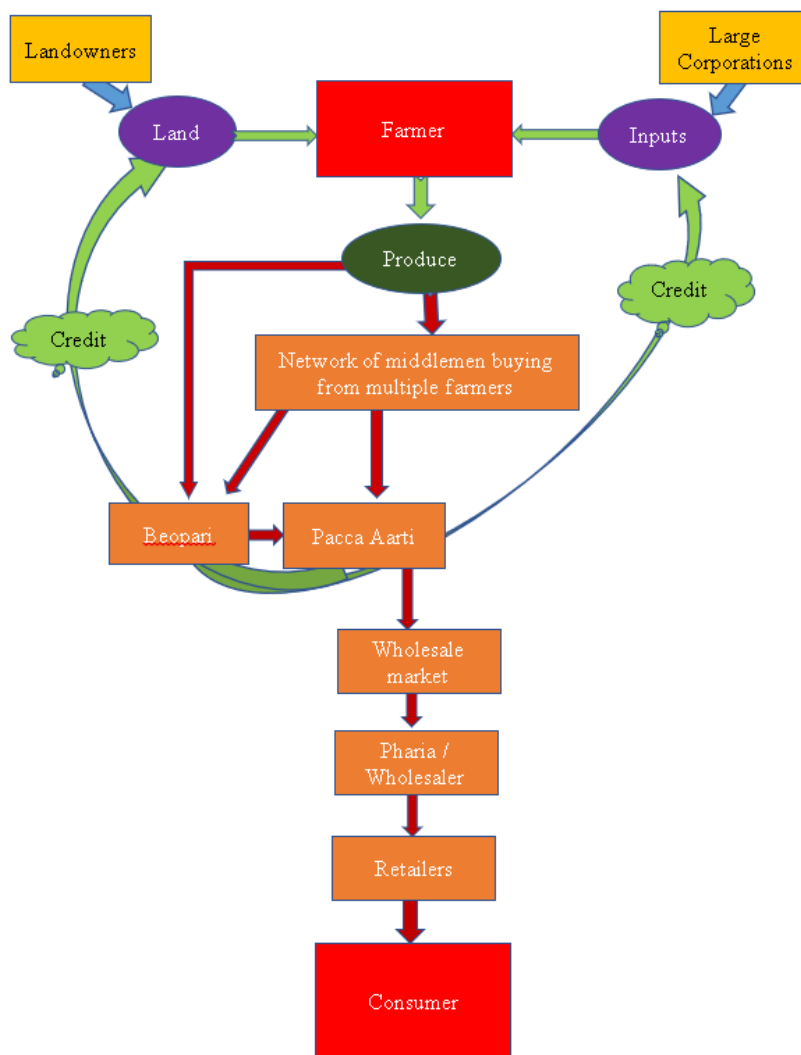 Landowners
Large
Corporations
Land
Farmer
Inputs
Produce
Credit
Credit
Network of middlemen buying
from multiple farmers
Beopari
Pacca Aarti
Wholesale
market
Pharia /
Wholesaler
Retailers
Consumer